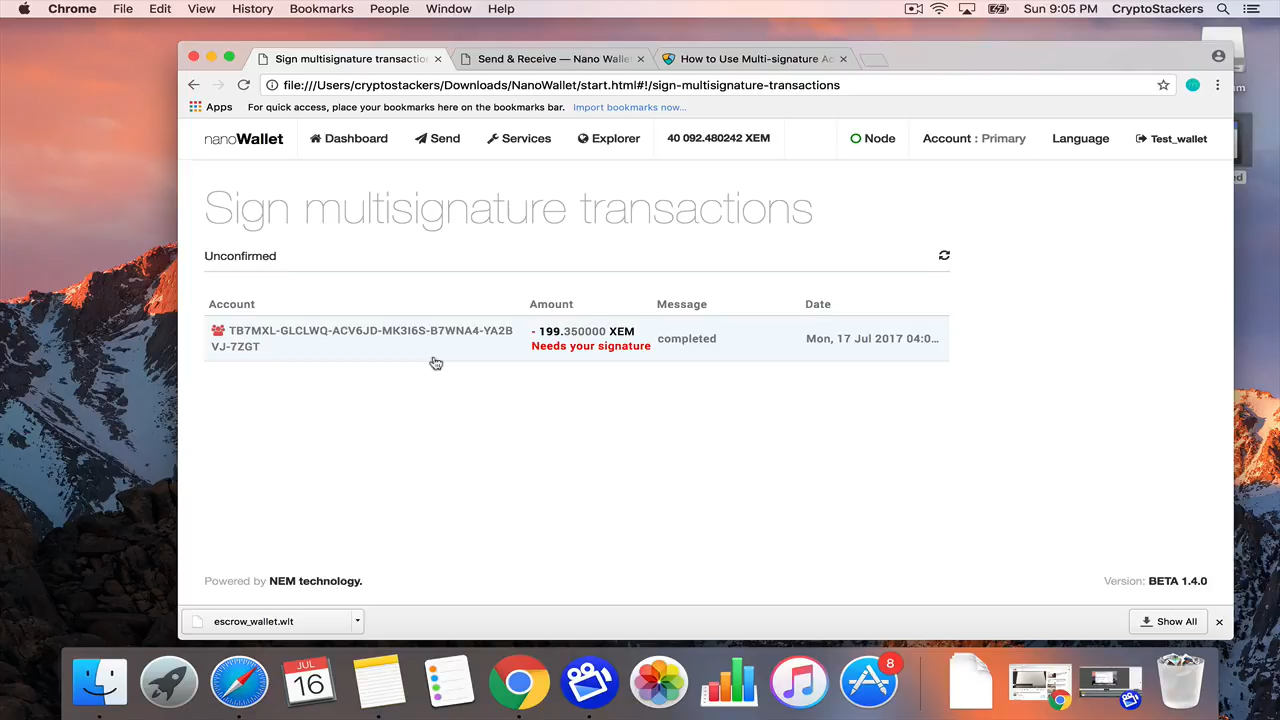 Chrome File Edit View History Bookmarks People Window Help Sun 9:05 PM CryptoStackers
Sign multisignature transaction × Send & Receive — Nano Wallet × How to Use Multi-signature Ac ×
file:///Users/cryptostackers/Downloads/NanoWallet/start.html#!/sign-multisignature-transactions
Apps For quick access, place your bookmarks here on the bookmarks bar. Import bookmarks now...
nanoWallet Dashboard Send Services Explorer 40 092.480242 XEM Node Account : Primary Language Test_wallet
Sign multisignature transactions
Unconfirmed
Account Amount Message Date
TB7MXL-GLCLWQ-ACV6JD-MK3I6S-B7WNA4-YA2B
VJ-7ZGT
- 199.350000 XEM
Needs your signature
completed
Mon, 17 Jul 2017 04:0...
Powered by NEM technology. Version: BETA 1.4.0
escrow_wallet.wlt Show All ×
JUL
16
8